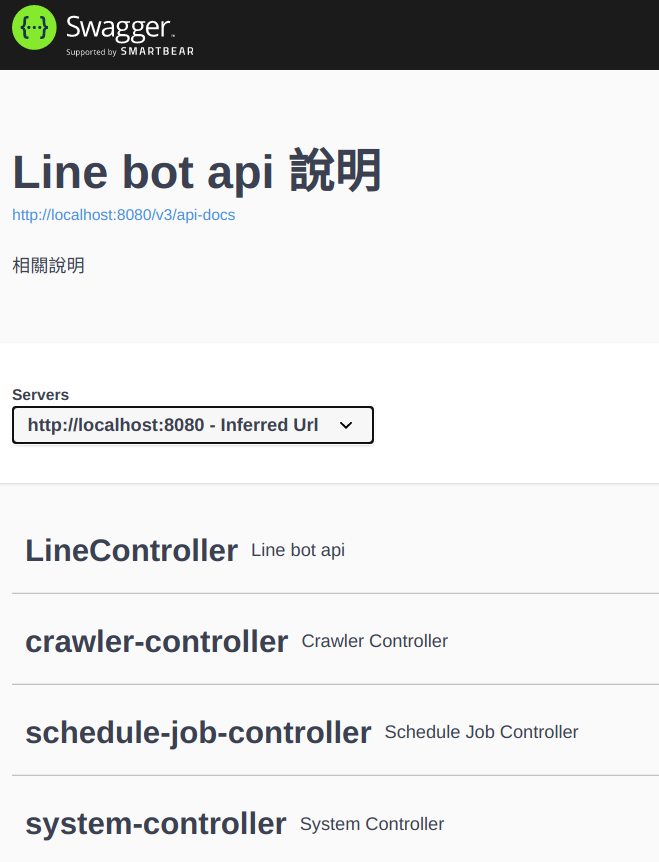 Swagger™
Supported by SMARTBEAR
Line bot api 說明
http://localhost:8080/v3/api-docs
相關說明
Servers
http://localhost:8080 - Inferred Url
LineController Line bot api
crawler-controller Crawler Controller
schedule-job-controller Schedule Job Controller
system-controller System Controller